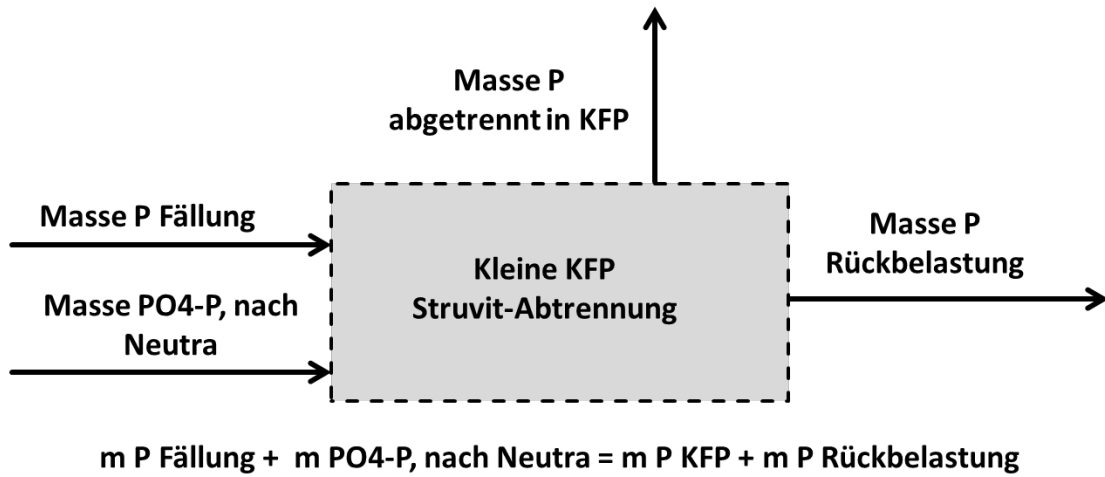 Masse P
abgetrennt in KFP
Masse P Fällung
Masse PO4-P, nach
Neutra
Kleine KFP
Struvit-Abtrennung
Masse P
Rückbelastung
m P Fällung + m PO4-P, nach Neutra = m P KFP + m P Rückbelastung